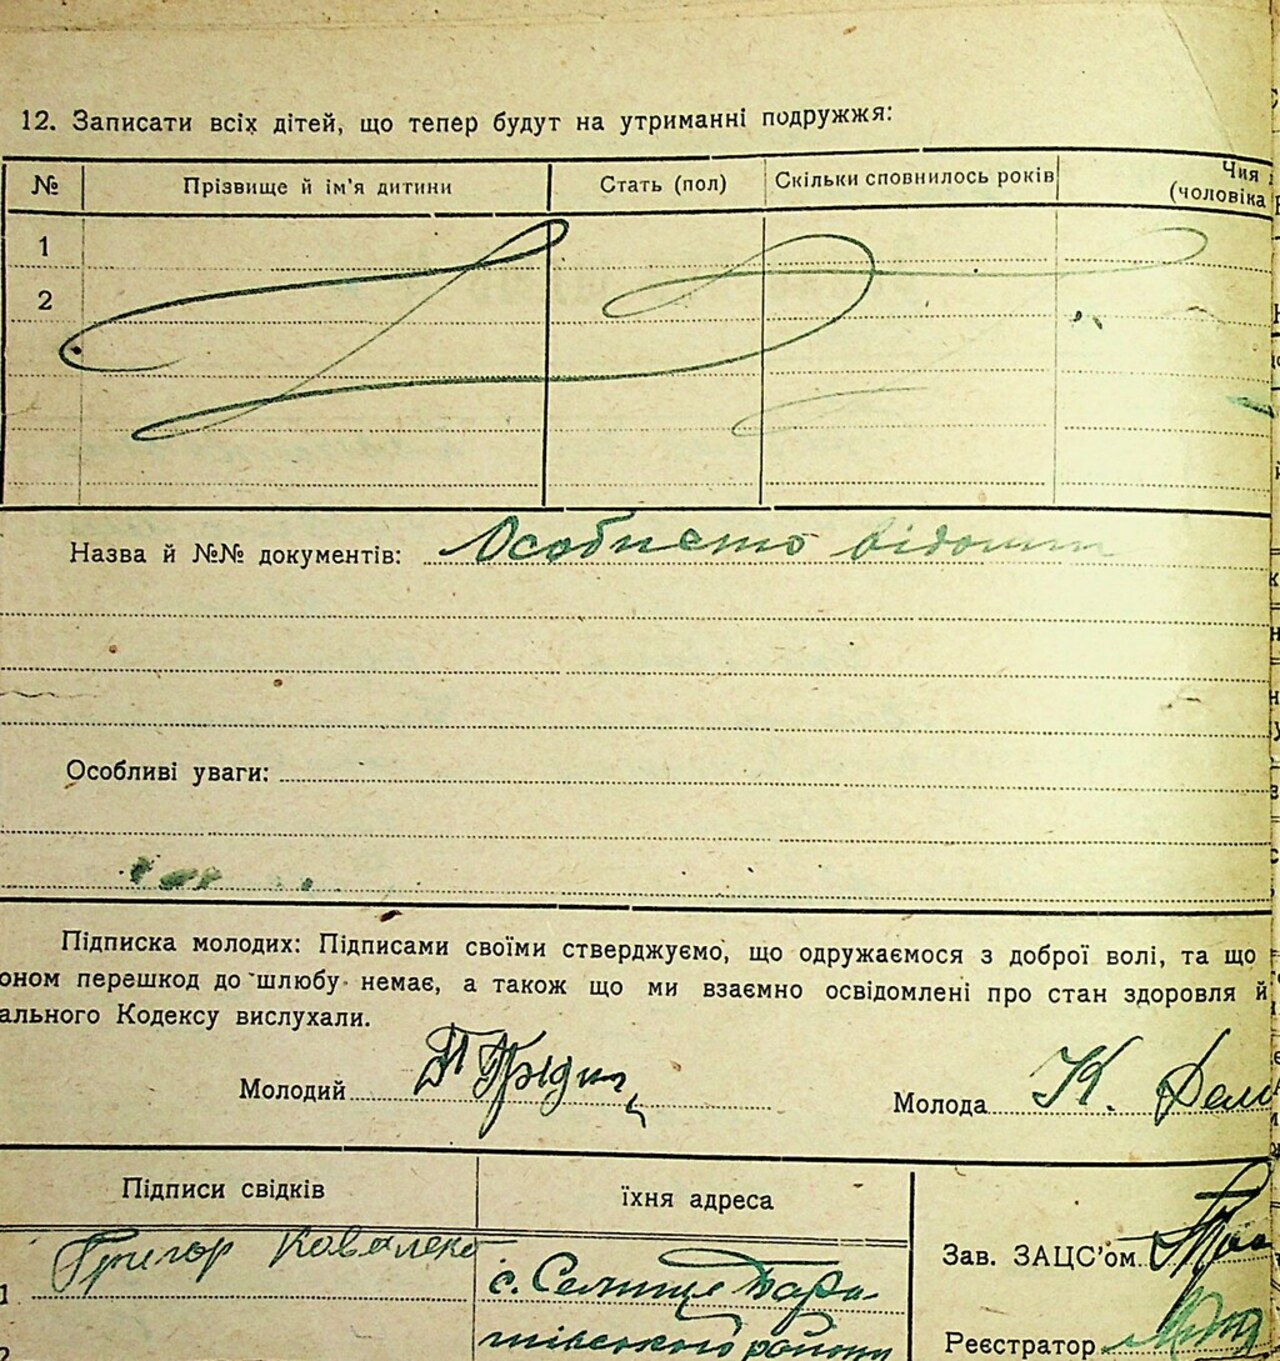 12. Записати всіх дітей, що тепер будут на утриманні подружжя:
№ Прізвище й ім'я дитини Стать (пол) Скільки сповнилось років Чия
(чоловіка
1
2
Назва й №№ документів: Особисто відомі
Особливі уваги:
Підписка молодих: Підписами своїми стверджуємо, що одружаємося з доброї волі, та що
оном перешкод до шлюбу немає, а також що ми взаємно освідомлені про стан здоровля й
ального Кодексу вислухали.
Молодий Молода К.
Підписи свідків їхня адреса
Григор Коваленко Зав. ЗАЦС'ом
1 с. Селище Бари-
шівського району Реєстратор
2